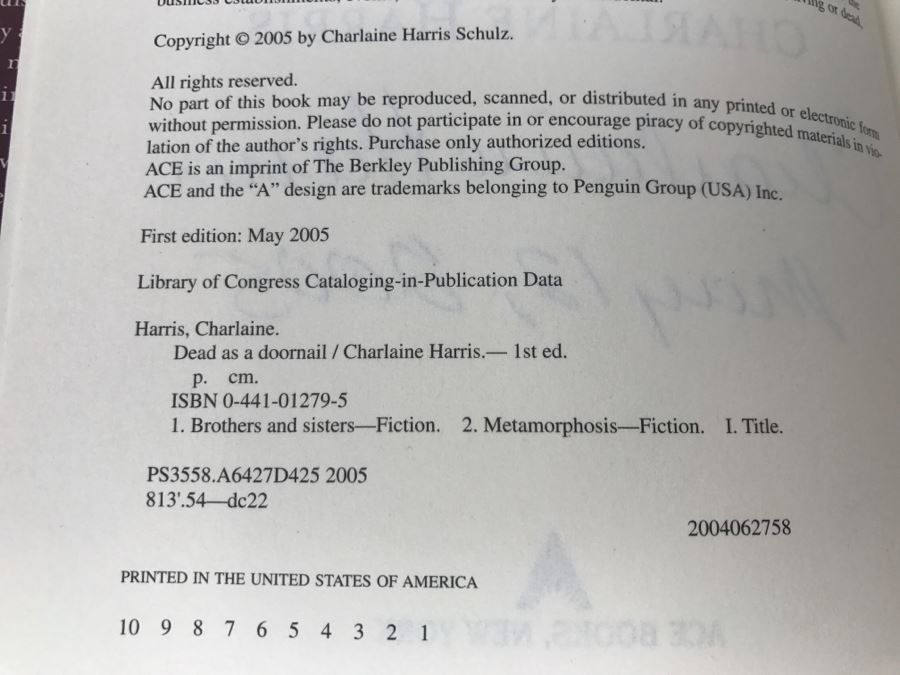 Copyright © 2005 by Charlaine Harris Schulz.
All rights reserved.
No part of this book may be reproduced, scanned, or distributed in any printed or electronic form
without permission. Please do not participate in or encourage piracy of copyrighted materials in vio-
lation of the author's rights. Purchase only authorized editions.
ACE is an imprint of The Berkley Publishing Group.
ACE and the “A” design are trademarks belonging to Penguin Group (USA) Inc.
First edition: May 2005
Library of Congress Cataloging-in-Publication Data
Harris, Charlaine.
Dead as a doornail / Charlaine Harris.— 1st ed.
p. cm.
ISBN 0-441-01279-5
1. Brothers and sisters—Fiction. 2. Metamorphosis—Fiction. I. Title.
PS3558.A6427D425 2005
813'.54—dc22
2004062758
PRINTED IN THE UNITED STATES OF AMERICA
10 9 8 7 6 5 4 3 2 1